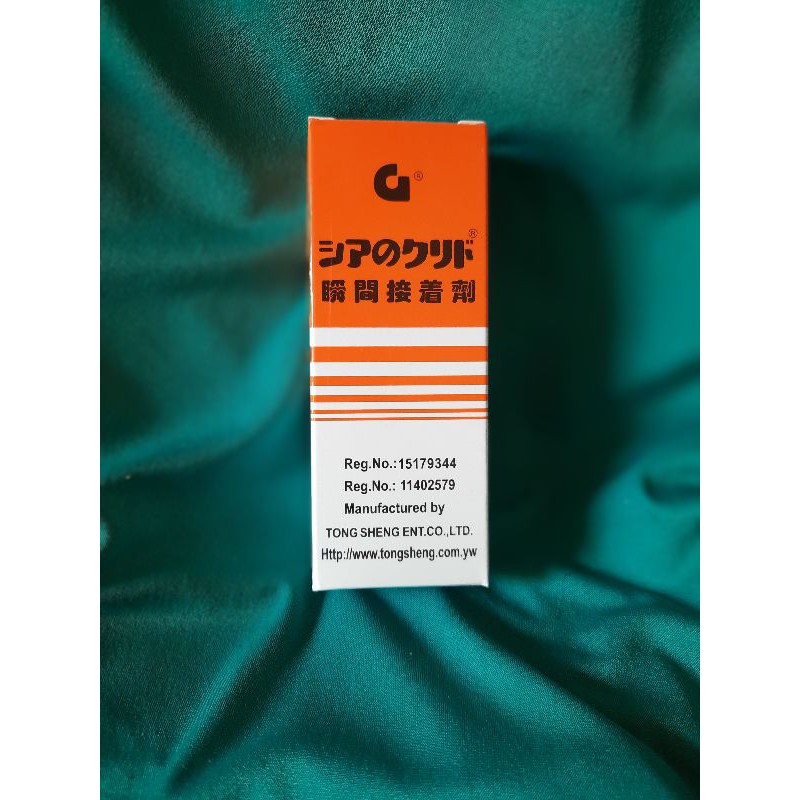 G®
シアのクリド®
瞬間接着劑
Reg.No.:15179344
Reg.No.: 11402579
Manufactured by
TONG SHENG ENT.CO.,LTD.
Http://www.tongsheng.com.yw